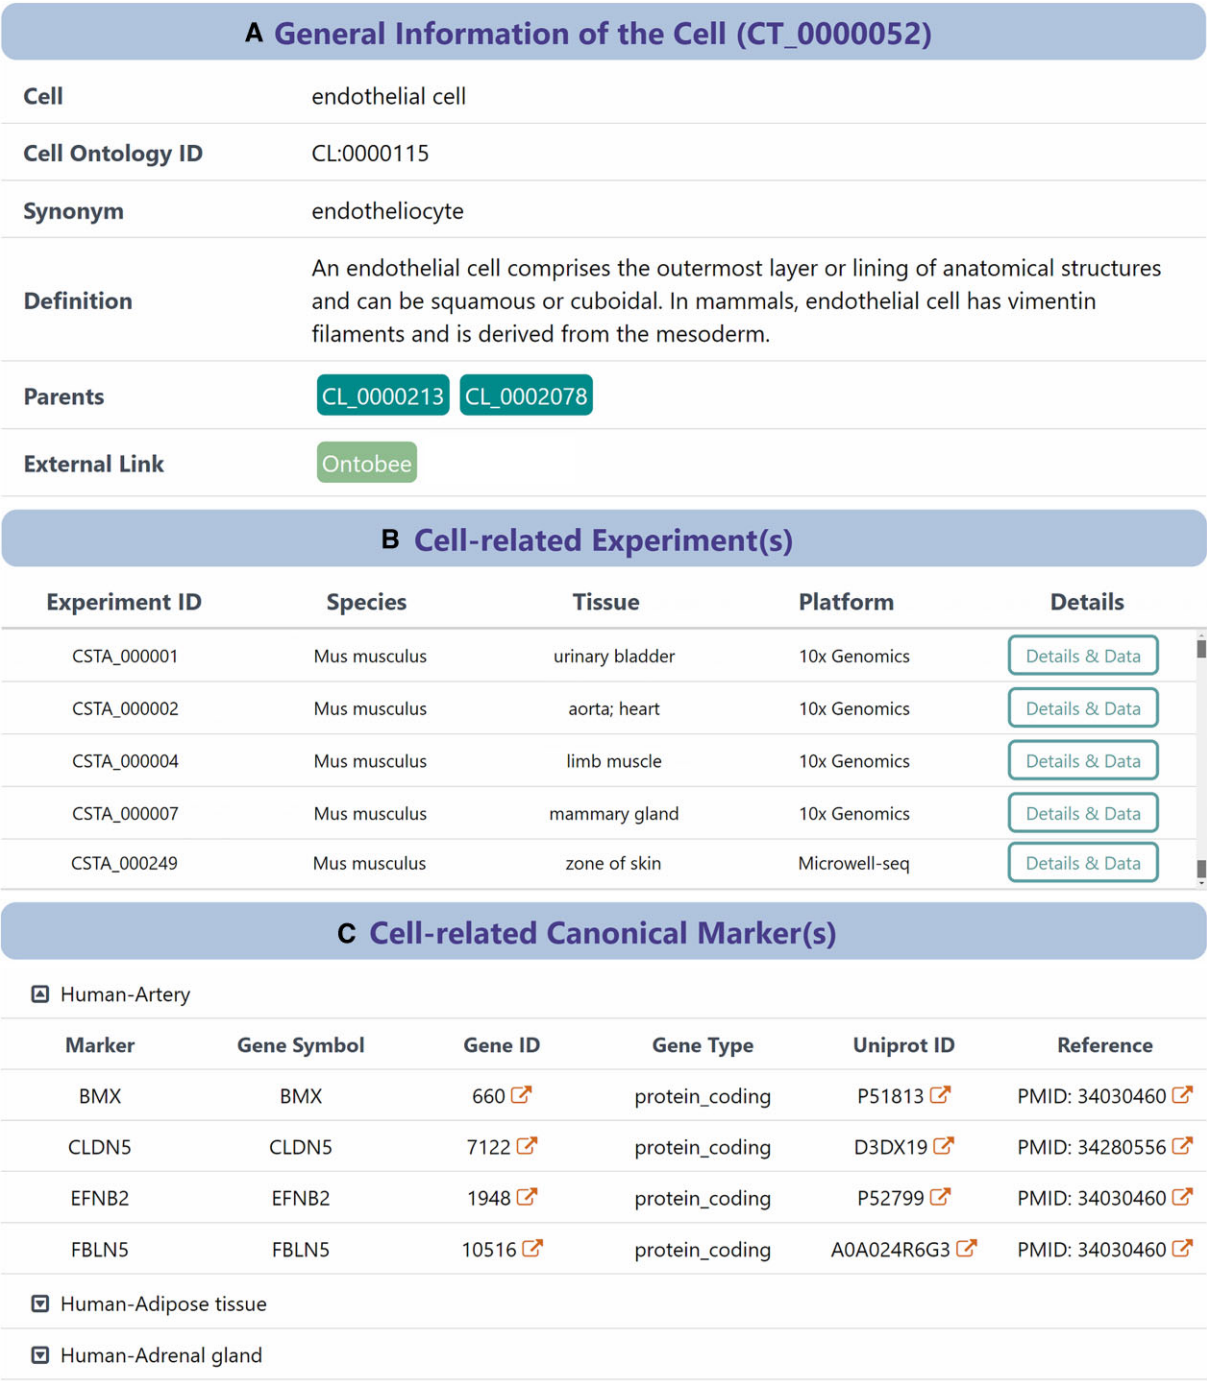 A General Information of the Cell (CT_0000052)
Cell endothelial cell
Cell Ontology ID CL:0000115
Synonym endotheliocyte
An endothelial cell comprises the outermost layer or lining of anatomical structures
Definition and can be squamous or cuboidal. In mammals, endothelial cell has vimentin
filaments and is derived from the mesoderm.
Parents CL_0000213 CL_0002078
External Link Ontobee
B Cell-related Experiment(s)
Experiment ID Species Tissue Platform Details
CSTA_000001 Mus musculus urinary bladder 10x Genomics Details & Data
CSTA_000002 Mus musculus aorta; heart 10x Genomics Details & Data
CSTA_000004 Mus musculus limb muscle 10x Genomics Details & Data
CSTA_000007 Mus musculus mammary gland 10x Genomics Details & Data
CSTA_000249 Mus musculus zone of skin Microwell-seq Details & Data
C Cell-related Canonical Marker(s)
Human-Artery
Marker Gene Symbol Gene ID Gene Type Uniprot ID Reference
BMX BMX 660 protein_coding P51813 PMID: 34030460
CLDN5 CLDN5 7122 protein_coding D3DX19 PMID: 34280556
EFNB2 EFNB2 1948 protein_coding P52799 PMID: 34030460
FBLN5 FBLN5 10516 protein_coding A0A024R6G3 PMID: 34030460
Human-Adipose tissue
Human-Adrenal gland